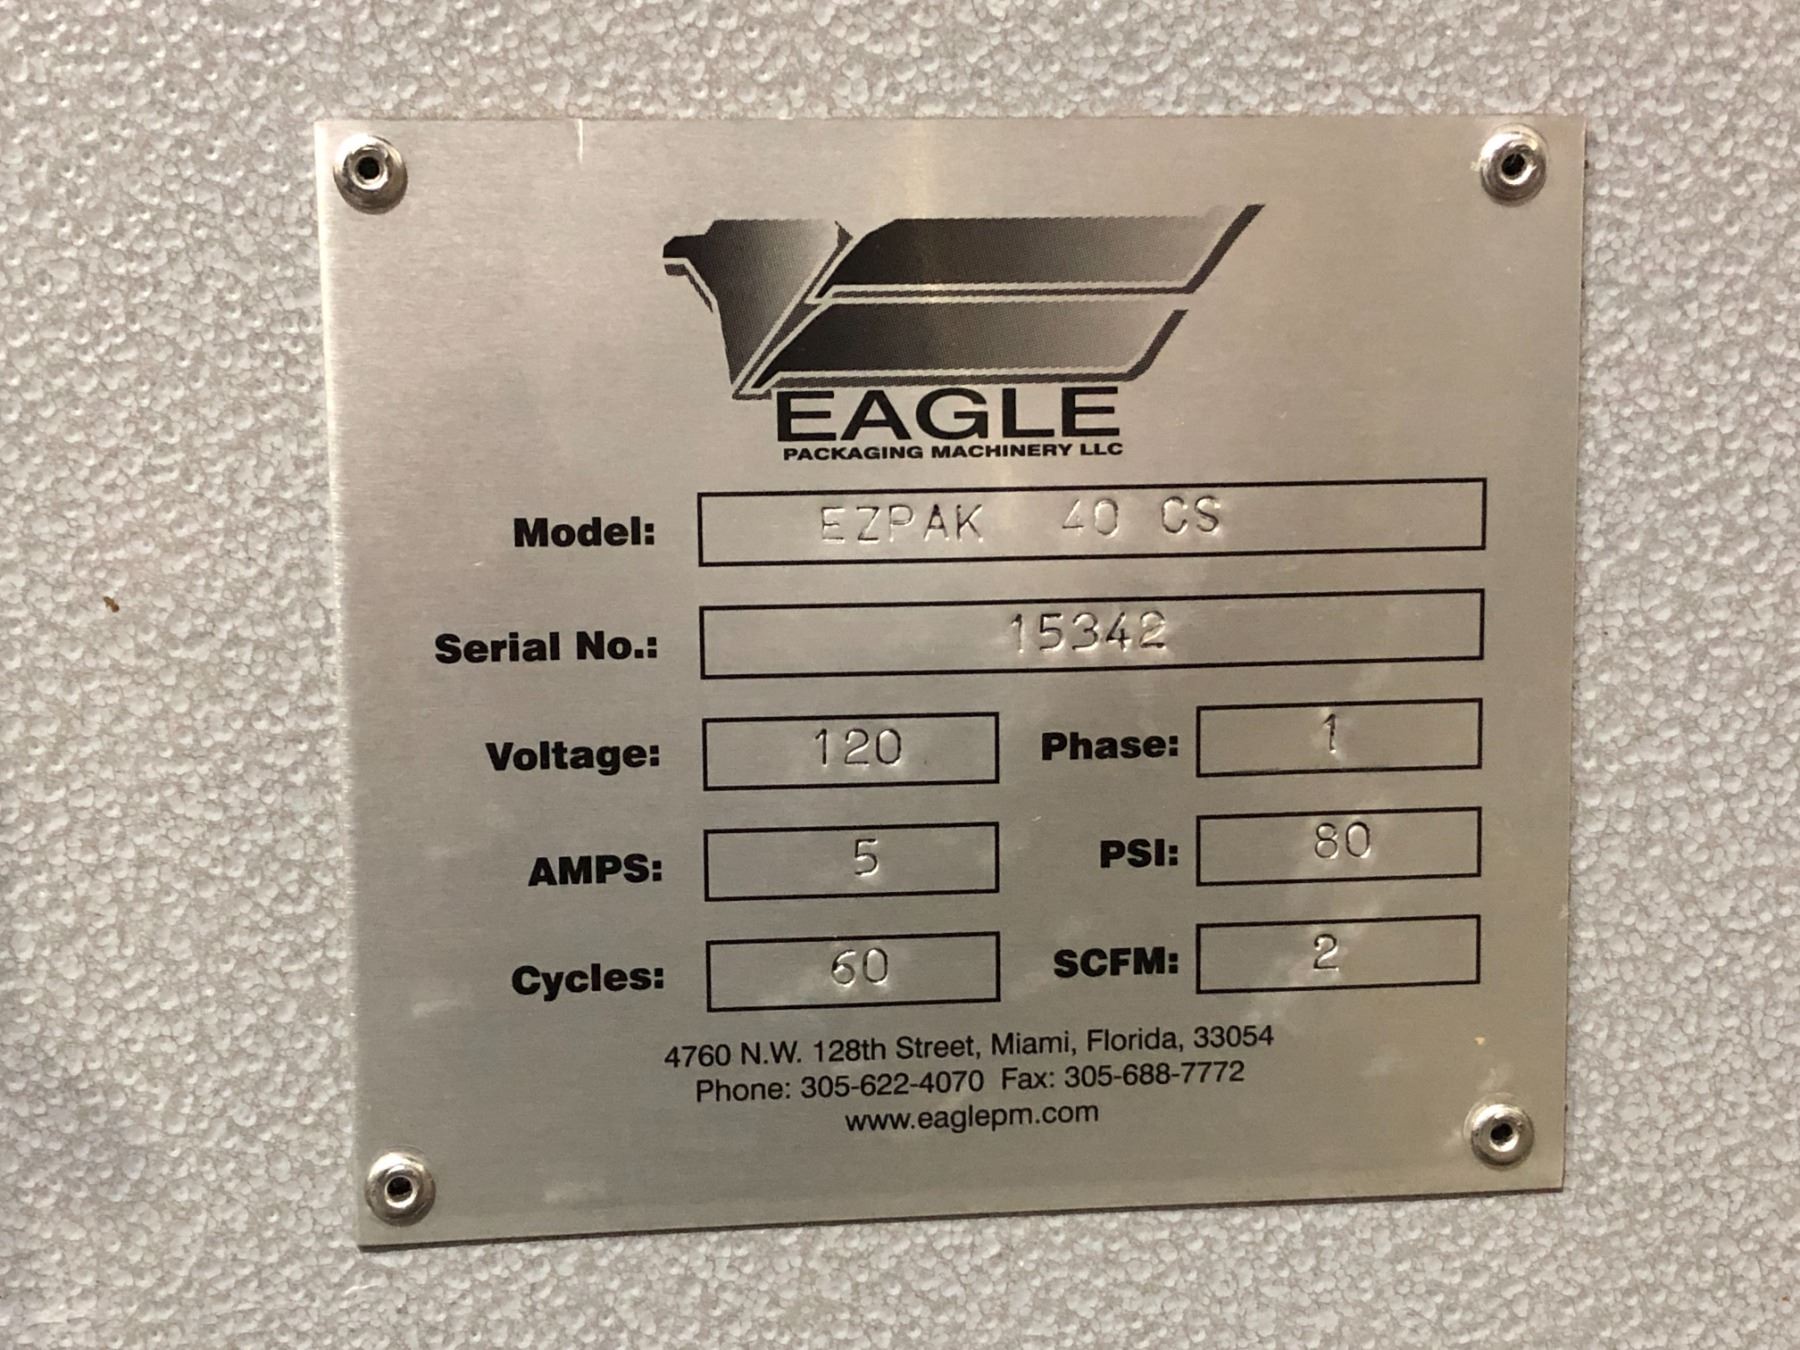 EAGLE
PACKAGING MACHINERY LLC
Model: EZPAK 40 CS
Serial No.: 15342
Voltage: 120 Phase: 1
AMPS: 5 PSI: 80
Cycles: 60 SCFM: 2
4760 N.W. 128th Street, Miami, Florida, 33054
Phone: 305-622-4070 Fax: 305-688-7772
www.eaglepm.com